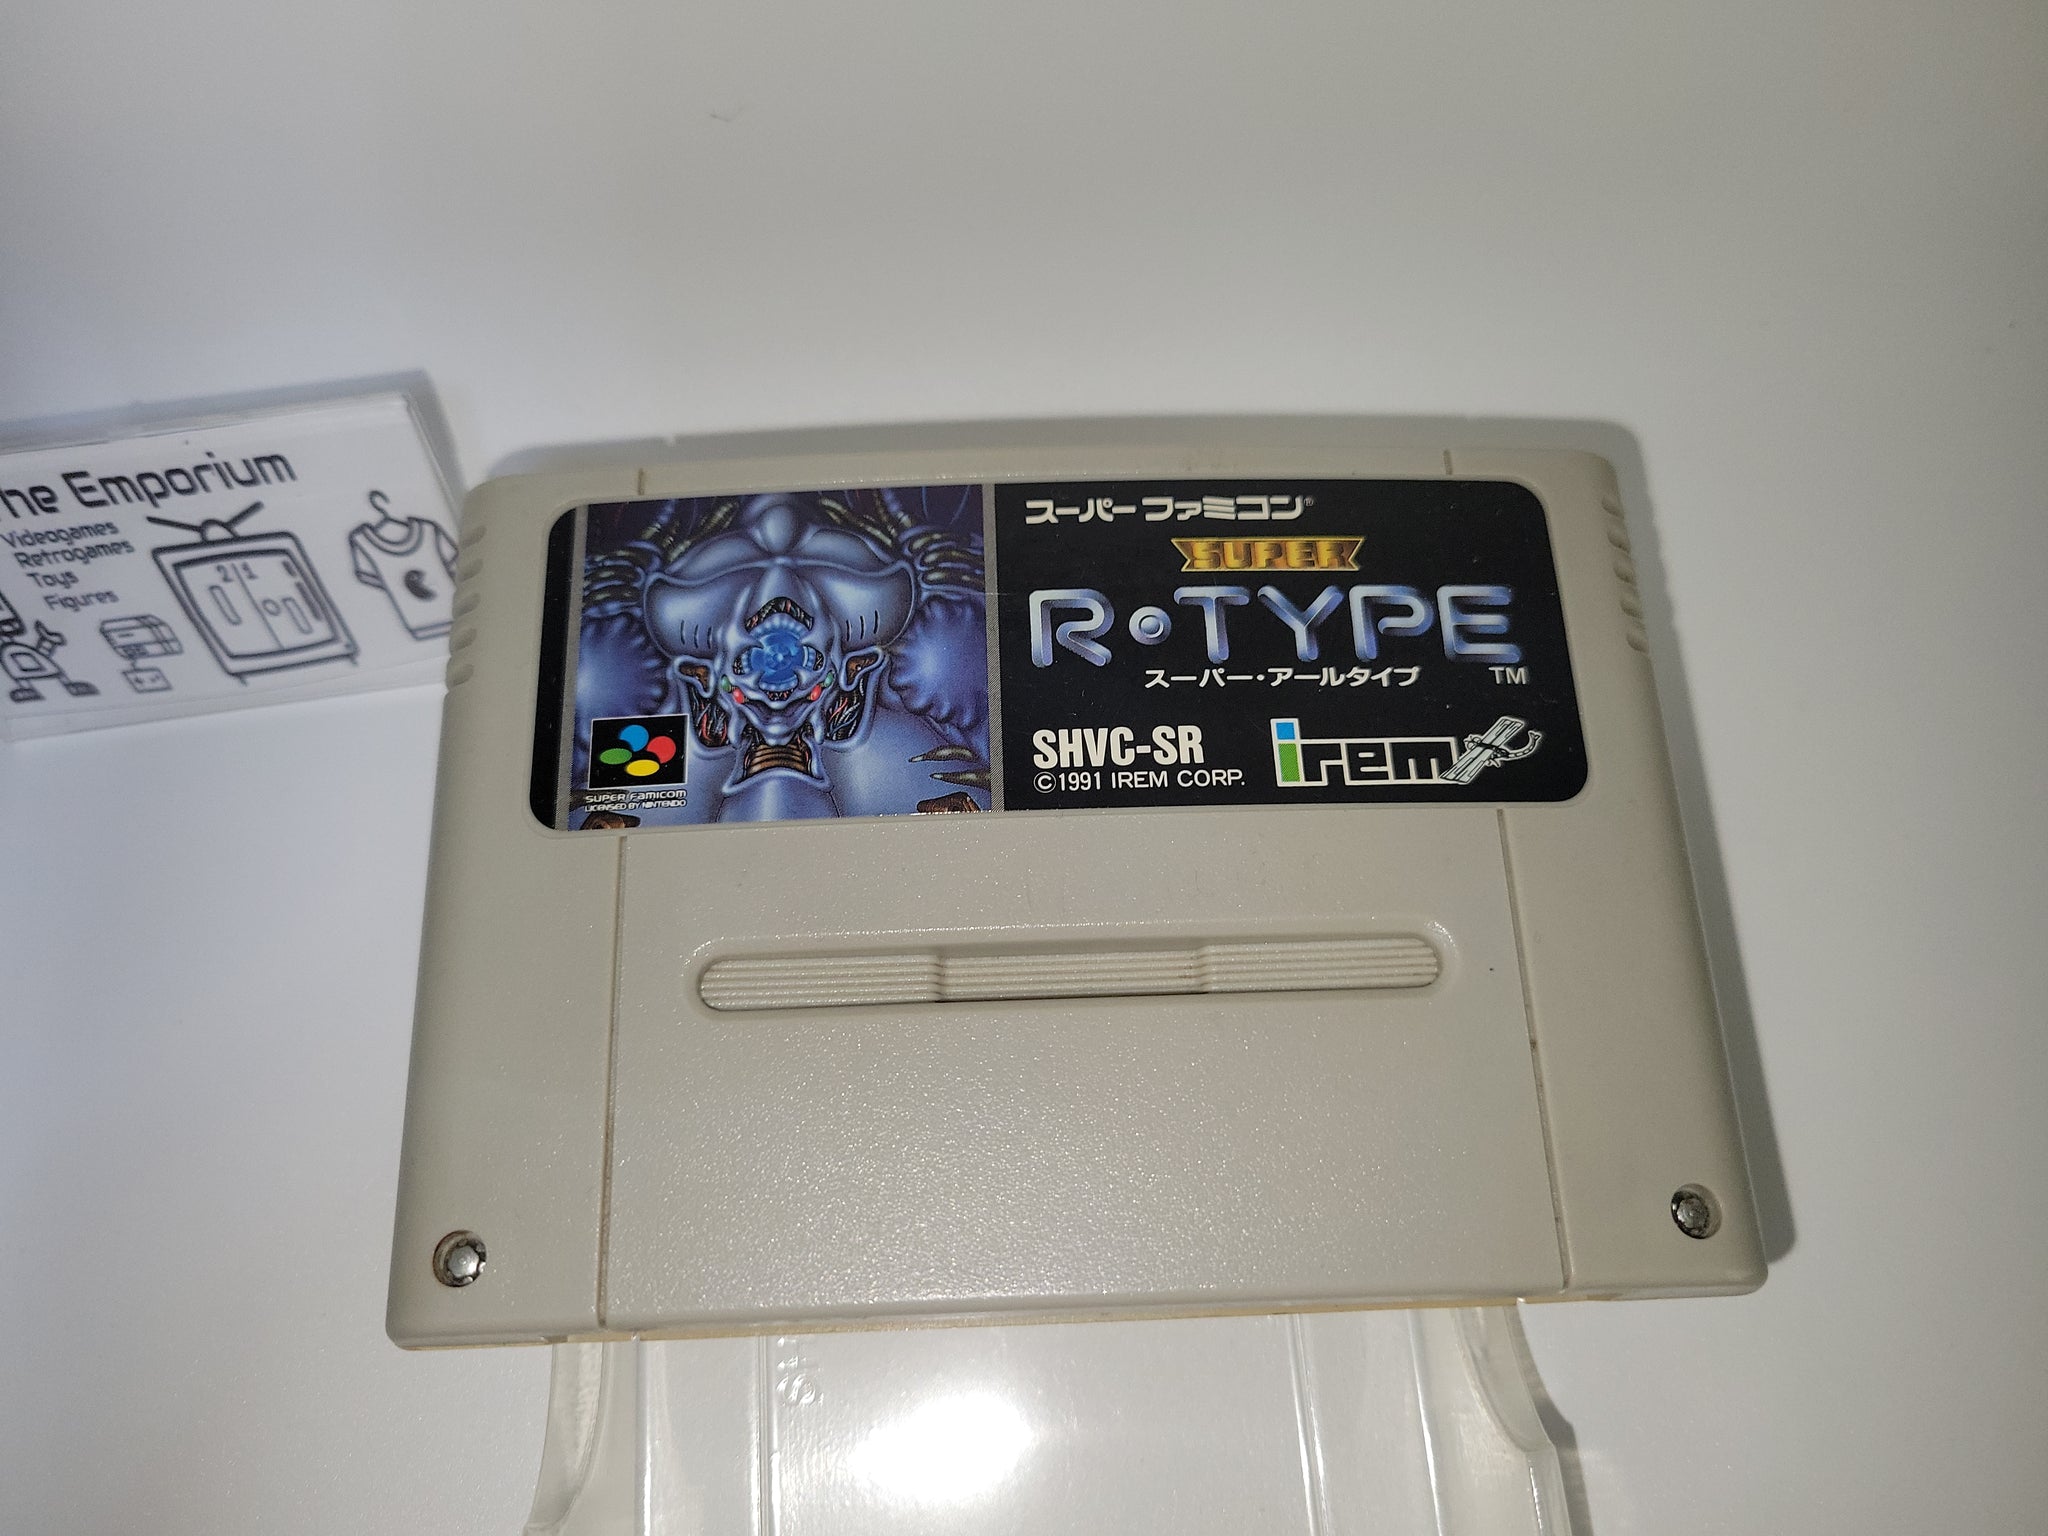 he Emporium
Videogames
Retrogames
Toys
Figures
2 1
スーパーファミコン®
SUPER
R·TYPE
スーパー・アールタイプ TM
SHVC-SR
©1991 IREM CORP.
irem
SUPER FAMICOM
LICENSED BY NINTENDO